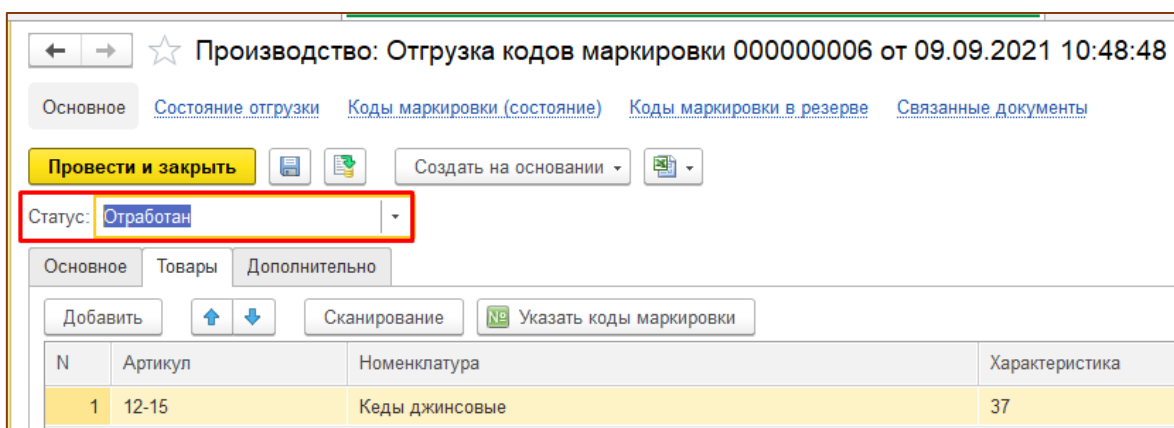 Производство: Отгрузка кодов маркировки 000000006 от 09.09.2021 10:48:48
Основное Состояние отгрузки Коды маркировки (состояние) Коды маркировки в резерве Связанные документы
Провести и закрыть Создать на основании
Статус: Отработан
Основное Товары Дополнительно
Добавить Сканирование № Указать коды маркировки
N Артикул Номенклатура Характеристика
1 12-15 Кеды джинсовые 37